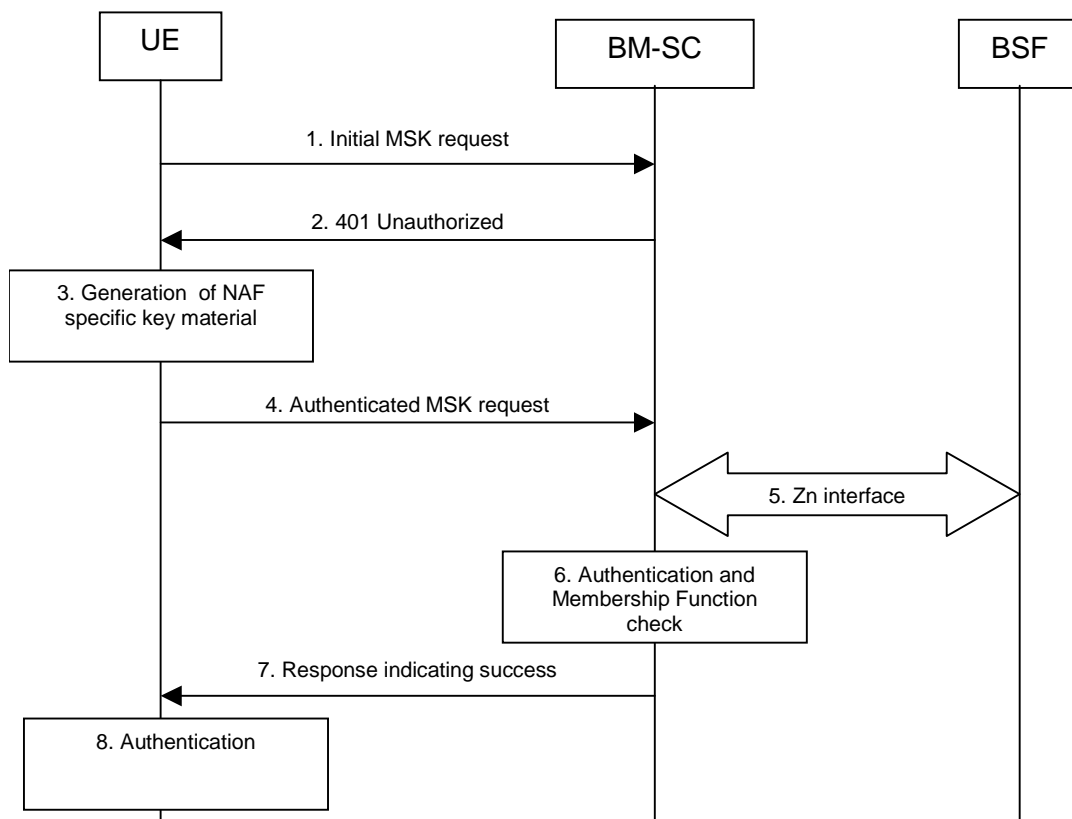 UE
BM-SC
BSF
1. Initial MSK request
2. 401 Unauthorized
3. Generation of NAF
specific key material
4. Authenticated MSK request
5. Zn interface
6. Authentication and
Membership Function
check
7. Response indicating success
8. Authentication